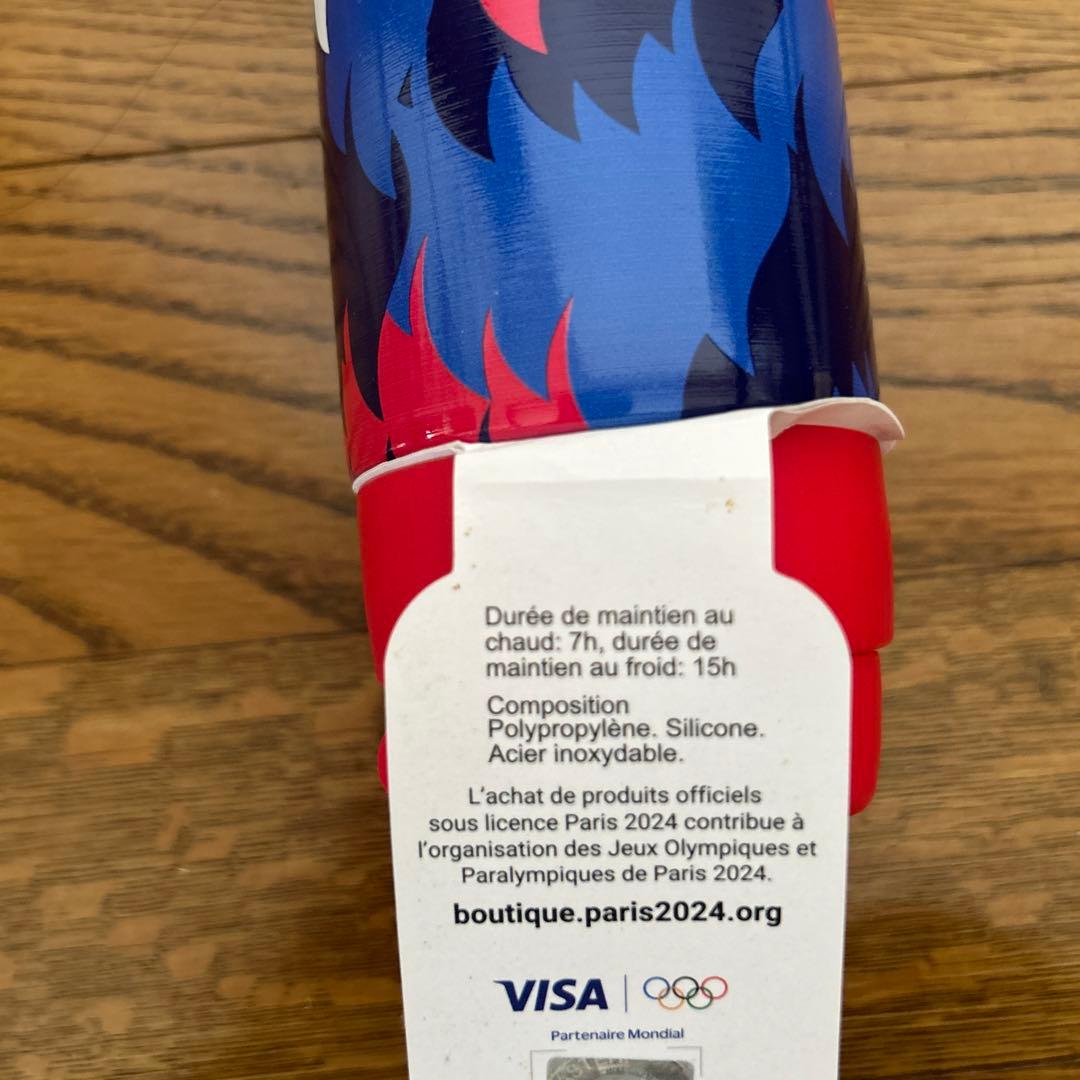 Durée de maintien au
chaud: 7h, durée de
maintien au froid: 15h
Composition
Polypropylène. Silicone.
Acier inoxydable.
L'achat de produits officiels
sous licence Paris 2024 contribue à
l'organisation des Jeux Olympiques et
Paralympiques de Paris 2024.
boutique.paris2024.org
VISA
Partenaire Mondial